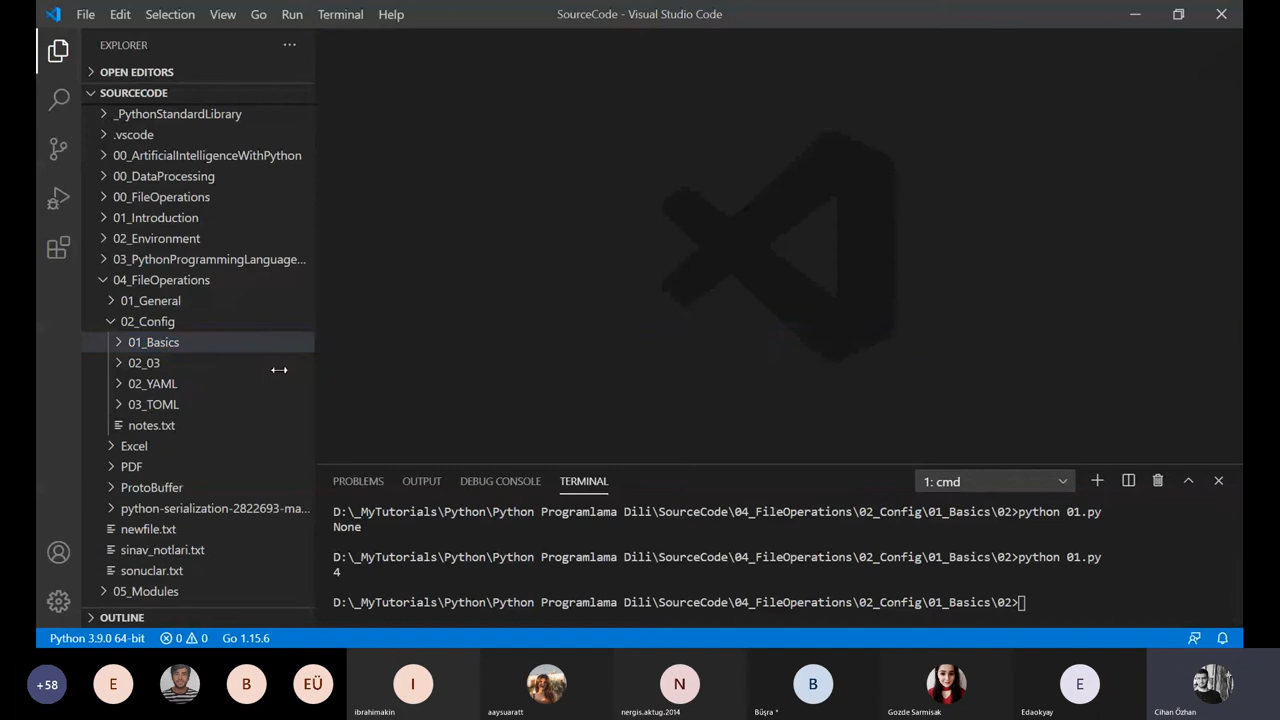 File Edit Selection View Go Run Terminal Help
SourceCode - Visual Studio Code
EXPLORER
OPEN EDITORS
SOURCECODE
_PythonStandardLibrary
.vscode
00_ArtificialIntelligenceWithPython
00_DataProcessing
00_FileOperations
01_Introduction
02_Environment
03_PythonProgrammingLanguage...
04_FileOperations
01_General
02_Config
01_Basics
02_03
02_YAML
03_TOML
notes.txt
Excel
PDF
ProtoBuffer
python-serialization-2822693-ma...
newfile.txt
sinav_notlari.txt
sonuclar.txt
05_Modules
OUTLINE
PROBLEMS OUTPUT DEBUG CONSOLE TERMINAL
1: cmd
D:\_MyTutorials\Python\Python Programlama Dili\SourceCode\04_FileOperations\02_Config\01_Basics\02>python 01.py
None
D:\_MyTutorials\Python\Python Programlama Dili\SourceCode\04_FileOperations\02_Config\01_Basics\02>python 01.py
4
D:\_MyTutorials\Python\Python Programlama Dili\SourceCode\04_FileOperations\02_Config\01_Basics\02>
Python 3.9.0 64-bit 0 0 Go 1.15.6
+58 E B EÜ I N B E
ibrahimakin aaysuaratt nergis.aktug.2014 Büşra * Gozde Sarmisak Edaokyay Cihan Özhan